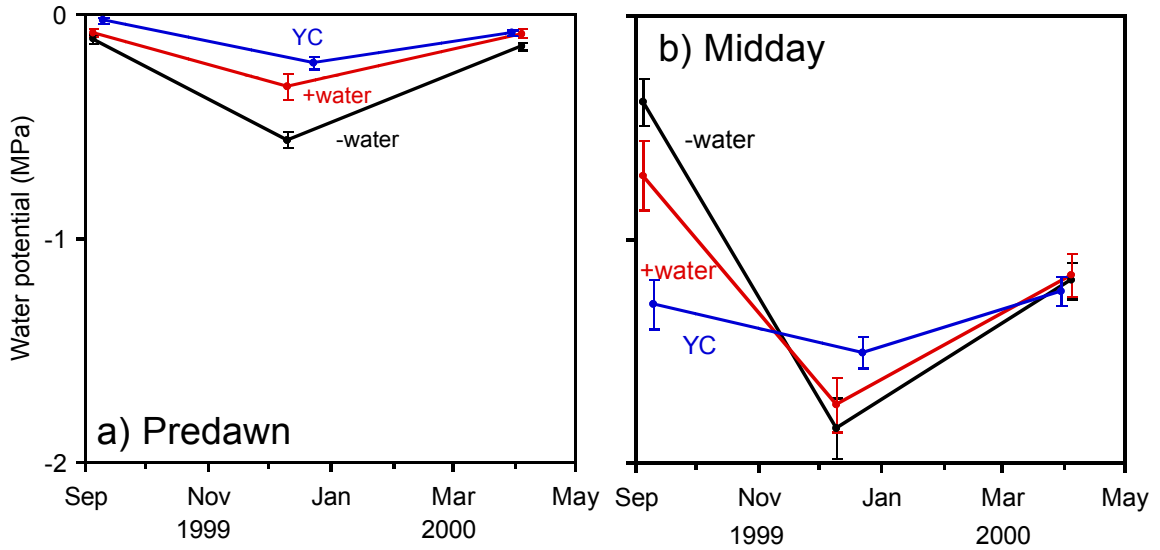 Water potential (MPa)
0
-1
-2
YC
+water
-water
a) Predawn
Sep
Nov
Jan
Mar
May
1999
2000
b) Midday
-water
+water
YC
Sep
Nov
Jan
Mar
May
1999
2000